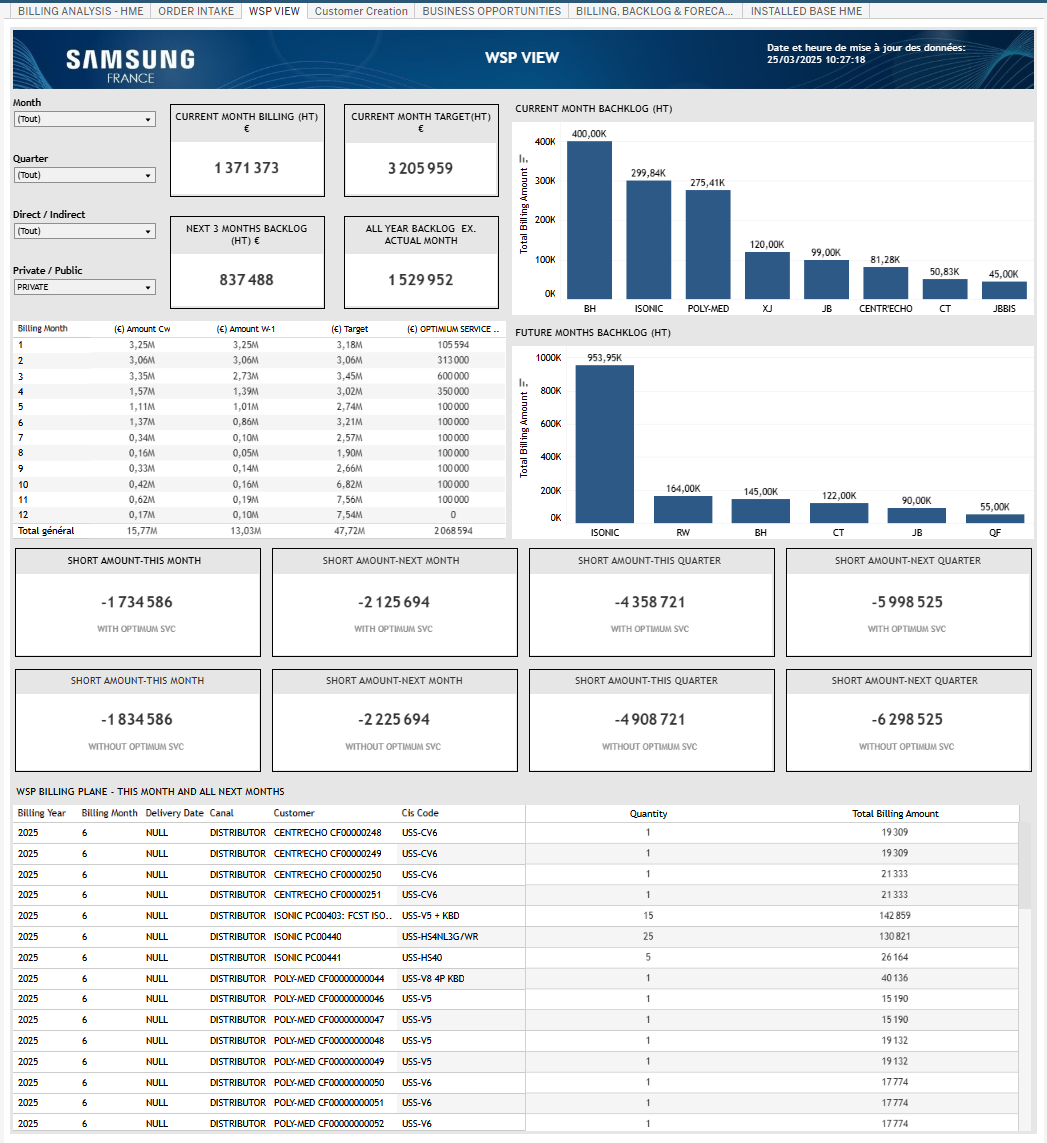 BILLING ANALYSIS - HME ORDER INTAKE WSP VIEW Customer Creation BUSINESS OPPORTUNITIES BILLING, BACKLOG & FORECA... INSTALLED BASE HME
SAMSUNG
FRANCE
WSP VIEW
Date et heure de mise à jour des données:
25/03/2025 10:27:18
Month
(Tout)
Quarter
(Tout)
Direct / Indirect
(Tout)
Private / Public
PRIVATE
CURRENT MONTH BILLING (HT)
€
1 371 373
CURRENT MONTH TARGET(HT)
€
3 205 959
NEXT 3 MONTHS BACKLOG
(HT) €
837 488
ALL YEAR BACKLOG EX.
ACTUAL MONTH
1 529 952
CURRENT MONTH BACHKLOG (HT)
Total Billing Amount
400K
300K
200K
100K
0K
400,00K
299,84K
275,41K
120,00K
99,00K
81,28K
50,83K
45,00K
BH ISONIC POLY-MED XJ JB CENTR'ECHO CT JBBIS
Billing Month (€) Amount Cw (€) Amount W-1 (€) Target (€) OPTIMIUM SERVICE ..
1 3,25M 3,25M 3,18M 105 594
2 3,06M 3,06M 3,06M 313 000
3 3,35M 2,73M 3,45M 600 000
4 1,57M 1,39M 3,02M 350 000
5 1,11M 1,01M 2,74M 100 000
6 1,37M 0,86M 3,21M 100 000
7 0,34M 0,10M 2,57M 100 000
8 0,16M 0,05M 1,90M 100 000
9 0,33M 0,14M 2,66M 100 000
10 0,42M 0,16M 6,82M 100 000
11 0,62M 0,19M 7,56M 100 000
12 0,17M 0,10M 7,54M 0
Total général 15,77M 13,03M 47,72M 2 068 594
FUTURE MONTHS BACHKLOG (HT)
Total Billing Amount
1000K
800K
600K
400K
200K
0K
953,95K
164,00K
145,00K
122,00K
90,00K
55,00K
ISONIC RW BH CT JB QF
SHORT AMOUNT-THIS MONTH
-1 734 586
WITH OPTIMUM SVC
SHORT AMOUNT-NEXT MONTH
-2 125 694
WITH OPTIMUM SVC
SHORT AMOUNT-THIS QUARTER
-4 358 721
WITH OPTIMUM SVC
SHORT AMOUNT-NEXT QUARTER
-5 998 525
WITH OPTIMUM SVC
SHORT AMOUNT-THIS MONTH
-1 834 586
WITHOUT OPTIMUM SVC
SHORT AMOUNT-NEXT MONTH
-2 225 694
WITHOUT OPTIMUM SVC
SHORT AMOUNT-THIS QUARTER
-4 908 721
WITHOUT OPTIMUM SVC
SHORT AMOUNT-NEXT QUARTER
-6 298 525
WITHOUT OPTIMUM SVC
WSP BILLING PLANE - THIS MONTH AND ALL NEXT MONTHS
Billing Year Billing Month Delivery Date Canal Customer Cis Code Quantity Total Billing Amount
2025 6 NULL DISTRIBUTOR CENTR'ECHO CF00000248 USS-CV6 1 19 309
2025 6 NULL DISTRIBUTOR CENTR'ECHO CF00000249 USS-CV6 1 19 309
2025 6 NULL DISTRIBUTOR CENTR'ECHO CF00000250 USS-CV6 1 21 333
2025 6 NULL DISTRIBUTOR CENTR'ECHO CF00000251 USS-CV6 1 21 333
2025 6 NULL DISTRIBUTOR ISONIC PC00403: FCST ISO.. USS-V5 + KBD 15 142 859
2025 6 NULL DISTRIBUTOR ISONIC PC00440 USS-HS4NL3G/WR 25 130 821
2025 6 NULL DISTRIBUTOR ISONIC PC00441 USS-HS40 5 26 164
2025 6 NULL DISTRIBUTOR POLY-MED CF00000000044 USS-V8 4P KBD 1 40 136
2025 6 NULL DISTRIBUTOR POLY-MED CF00000000046 USS-V5 1 15 190
2025 6 NULL DISTRIBUTOR POLY-MED CF00000000047 USS-V5 1 15 190
2025 6 NULL DISTRIBUTOR POLY-MED CF00000000048 USS-V5 1 19 132
2025 6 NULL DISTRIBUTOR POLY-MED CF00000000049 USS-V5 1 19 132
2025 6 NULL DISTRIBUTOR POLY-MED CF00000000050 USS-V6 1 17 774
2025 6 NULL DISTRIBUTOR POLY-MED CF00000000051 USS-V6 1 17 774
2025 6 NULL DISTRIBUTOR POLY-MED CF00000000052 USS-V6 1 17 774